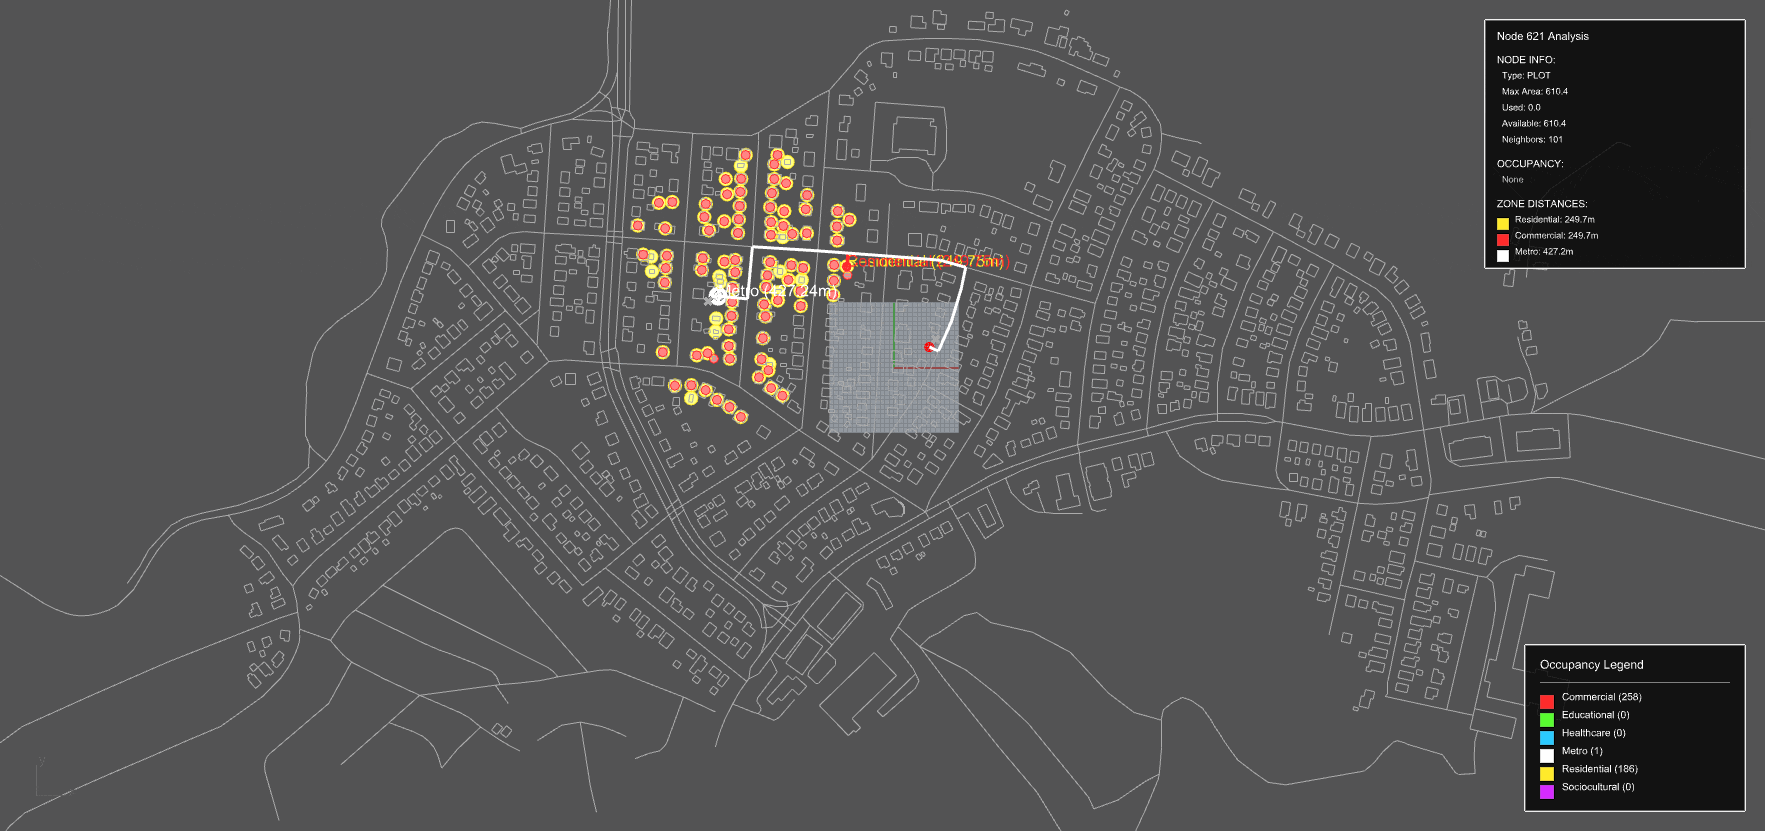 Node 621 Analysis
NODE INFO:
Type: PLOT
Max Area: 610.4
Used: 0.0
Available: 610.4
Neighbors: 101
OCCUPANCY:
None
ZONE DISTANCES:
Residential: 249.7m
Commercial: 249.7m
Metro: 427.2m
Residential (249.73m)
Metro (427.24m)
Occupancy Legend
Commercial (258)
Educational (0)
Healthcare (0)
Metro (1)
Residential (186)
Sociocultural (0)
y